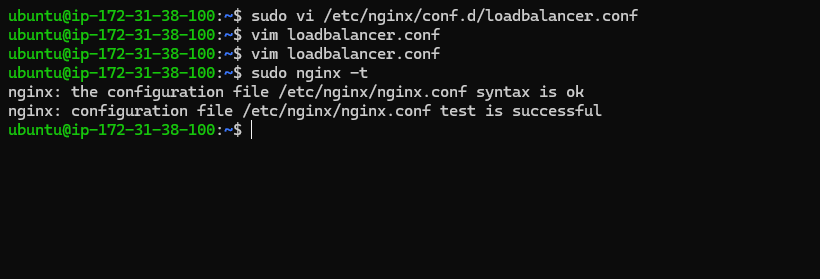 ubuntu@ip-172-31-38-100:~$ sudo vi /etc/nginx/conf.d/loadbalancer.conf
ubuntu@ip-172-31-38-100:~$ vim loadbalancer.conf
ubuntu@ip-172-31-38-100:~$ vim loadbalancer.conf
ubuntu@ip-172-31-38-100:~$ sudo nginx -t
nginx: the configuration file /etc/nginx/nginx.conf syntax is ok
nginx: configuration file /etc/nginx/nginx.conf test is successful
ubuntu@ip-172-31-38-100:~$